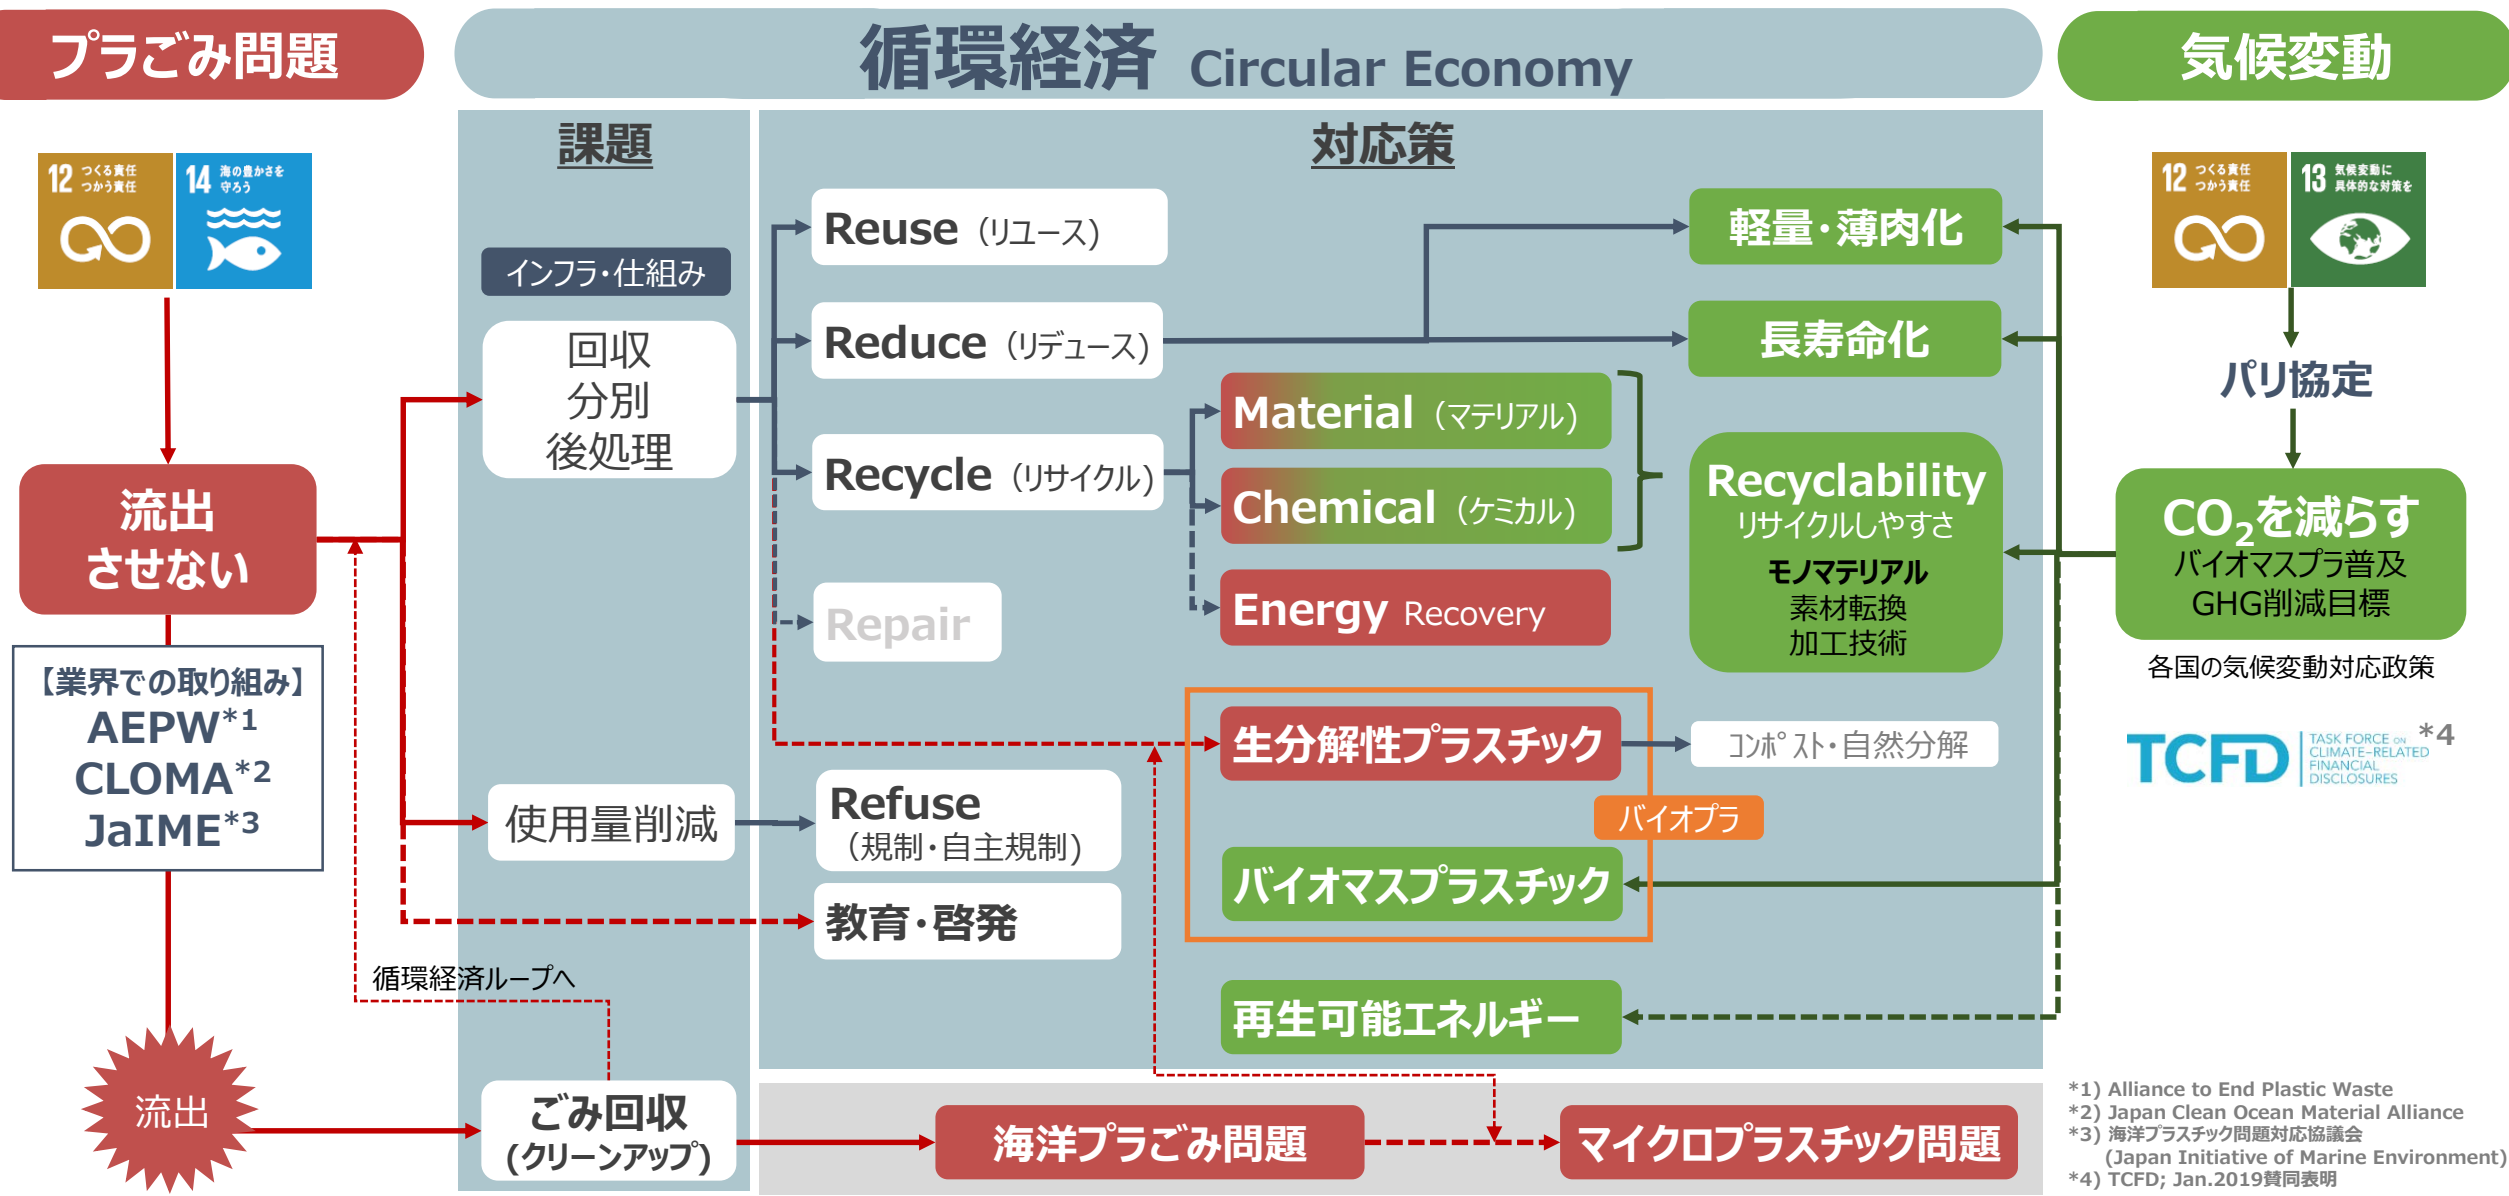 プラごみ問題
循環経済 Circular Economy
気候変動
12 つくる責任
つかう責任
14 海の豊かさを
守ろう
流出
させない
【業界での取り組み】
AEPW*1
CLOMA*2
JaIME*3
流出
課題
インフラ・仕組み
回収
分別
後処理
使用量削減
循環経済ループへ
ごみ回収
(クリーンアップ)
対応策
Reuse（リユース)
Reduce（リデュース)
Recycle（リサイクル)
Repair
Refuse
（規制・自主規制)
教育・啓発
Material（マテリアル)
Chemical（ケミカル)
Energy Recovery
生分解性プラスチック
バイオプラ
バイオマスプラスチック
再生可能エネルギー
軽量・薄肉化
長寿命化
Recyclability
リサイクルしやすさ
モノマテリアル
素材転換
加工技術
コンポスト・自然分解
海洋プラごみ問題
マイクロプラスチック問題
12 つくる責任
つかう責任
13 気候変動に
具体的な対策を
パリ協定
CO₂を減らす
バイオマスプラ普及
GHG削減目標
各国の気候変動対応政策
TCFD
TASK FORCE ON
CLIMATE-RELATED
FINANCIAL
DISCLOSURES
*4
*1) Alliance to End Plastic Waste
*2) Japan Clean Ocean Material Alliance
*3) 海洋プラスチック問題対応協議会
(Japan Initiative of Marine Environment)
*4) TCFD; Jan.2019賛同表明